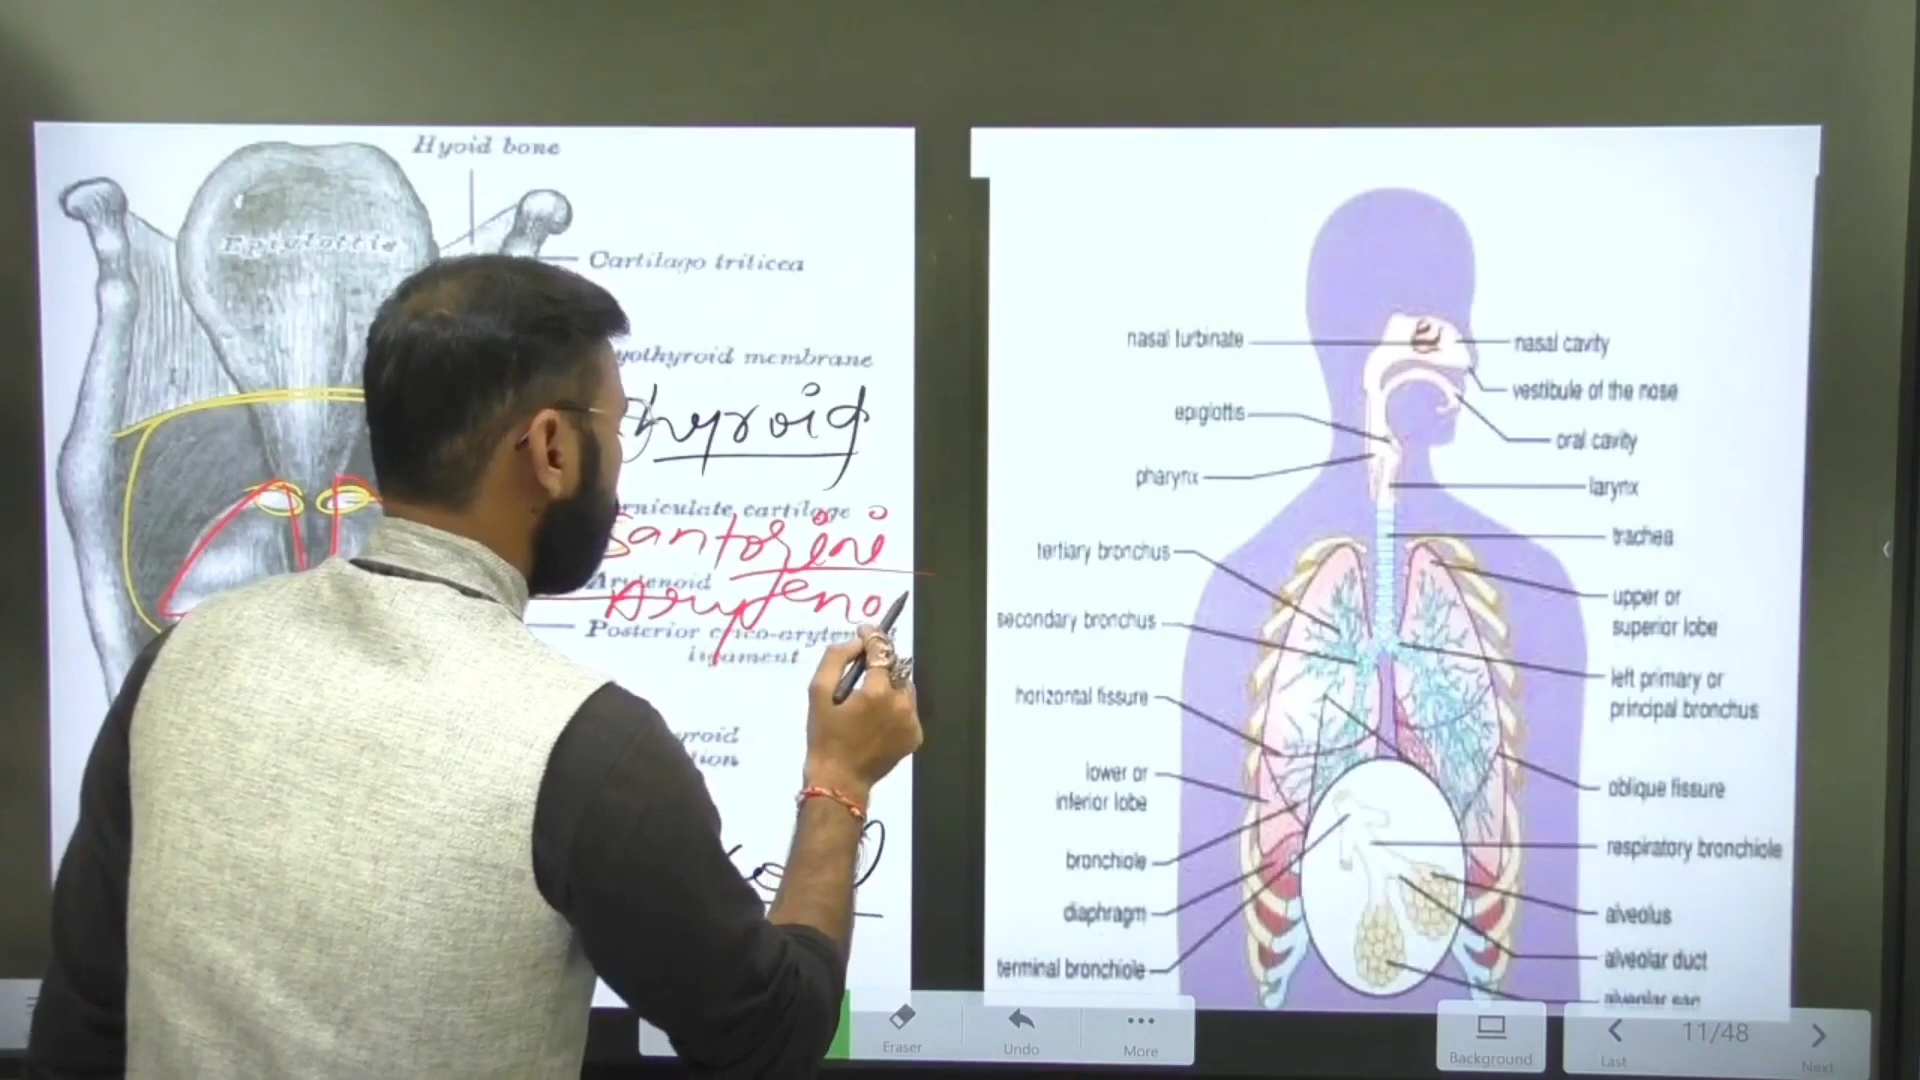 Hyoid bone
Epiglottis
Cartilago triticea
yothyroid membrane
thyroid
rniculate cartilage
Santorini
Arytenoid
Aryteno
Posterior crico-arytenoid
ligament
yroid
tion
nasal turbinate
nasal cavity
vestibule of the nose
epiglottis
oral cavity
pharynx
larynx
trachea
tertiary bronchus
upper or
superior lobe
secondary bronchus
left primary or
principal bronchus
horizontal fissure
lower or
inferior lobe
oblique fissure
respiratory bronchiole
bronchiole
diaphragm
alveolus
alveolar duct
terminal bronchiole
alveolar sac
Eraser
Undo
More
Background
Last
11/48
Next